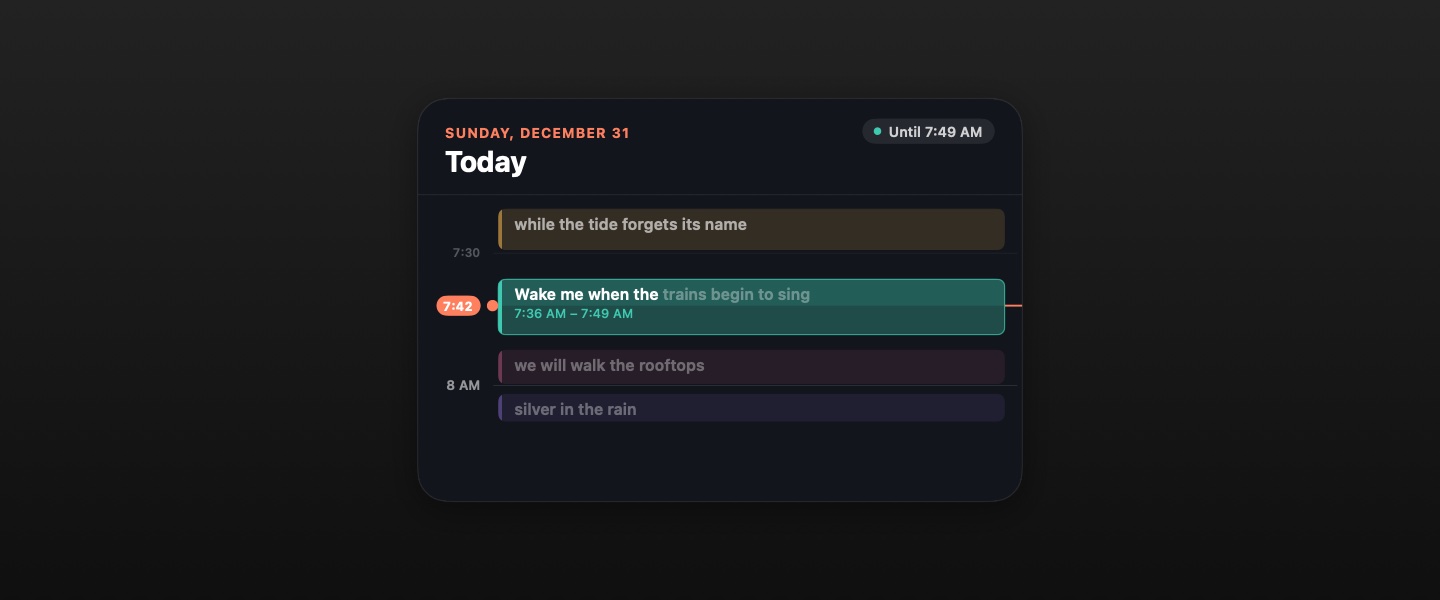 SUNDAY, DECEMBER 31
Until 7:49 AM
Today
while the tide forgets its name
7:30
Wake me when the trains begin to sing
7:42
7:36 AM – 7:49 AM
we will walk the rooftops
8 AM
silver in the rain